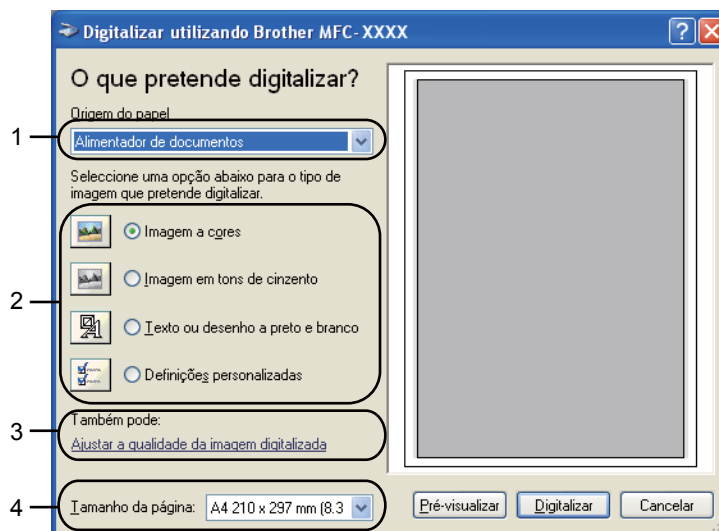 Digitalizar utilizando Brother MFC-XXXX
O que pretende digitalizar?
Origem do papel
1
Alimentador de documentos
Seleccione uma opção abaixo para o tipo de
imagem que pretende digitalizar.
Imagem a cores
Imagem em tons de cinzento
2
Texto ou desenho a preto e branco
Definições personalizadas
Também pode:
3
Ajustar a qualidade da imagem digitalizada
4
Tamanho da página: A4 210 x 297 mm (8.3
Pré-visualizar Digitalizar Cancelar